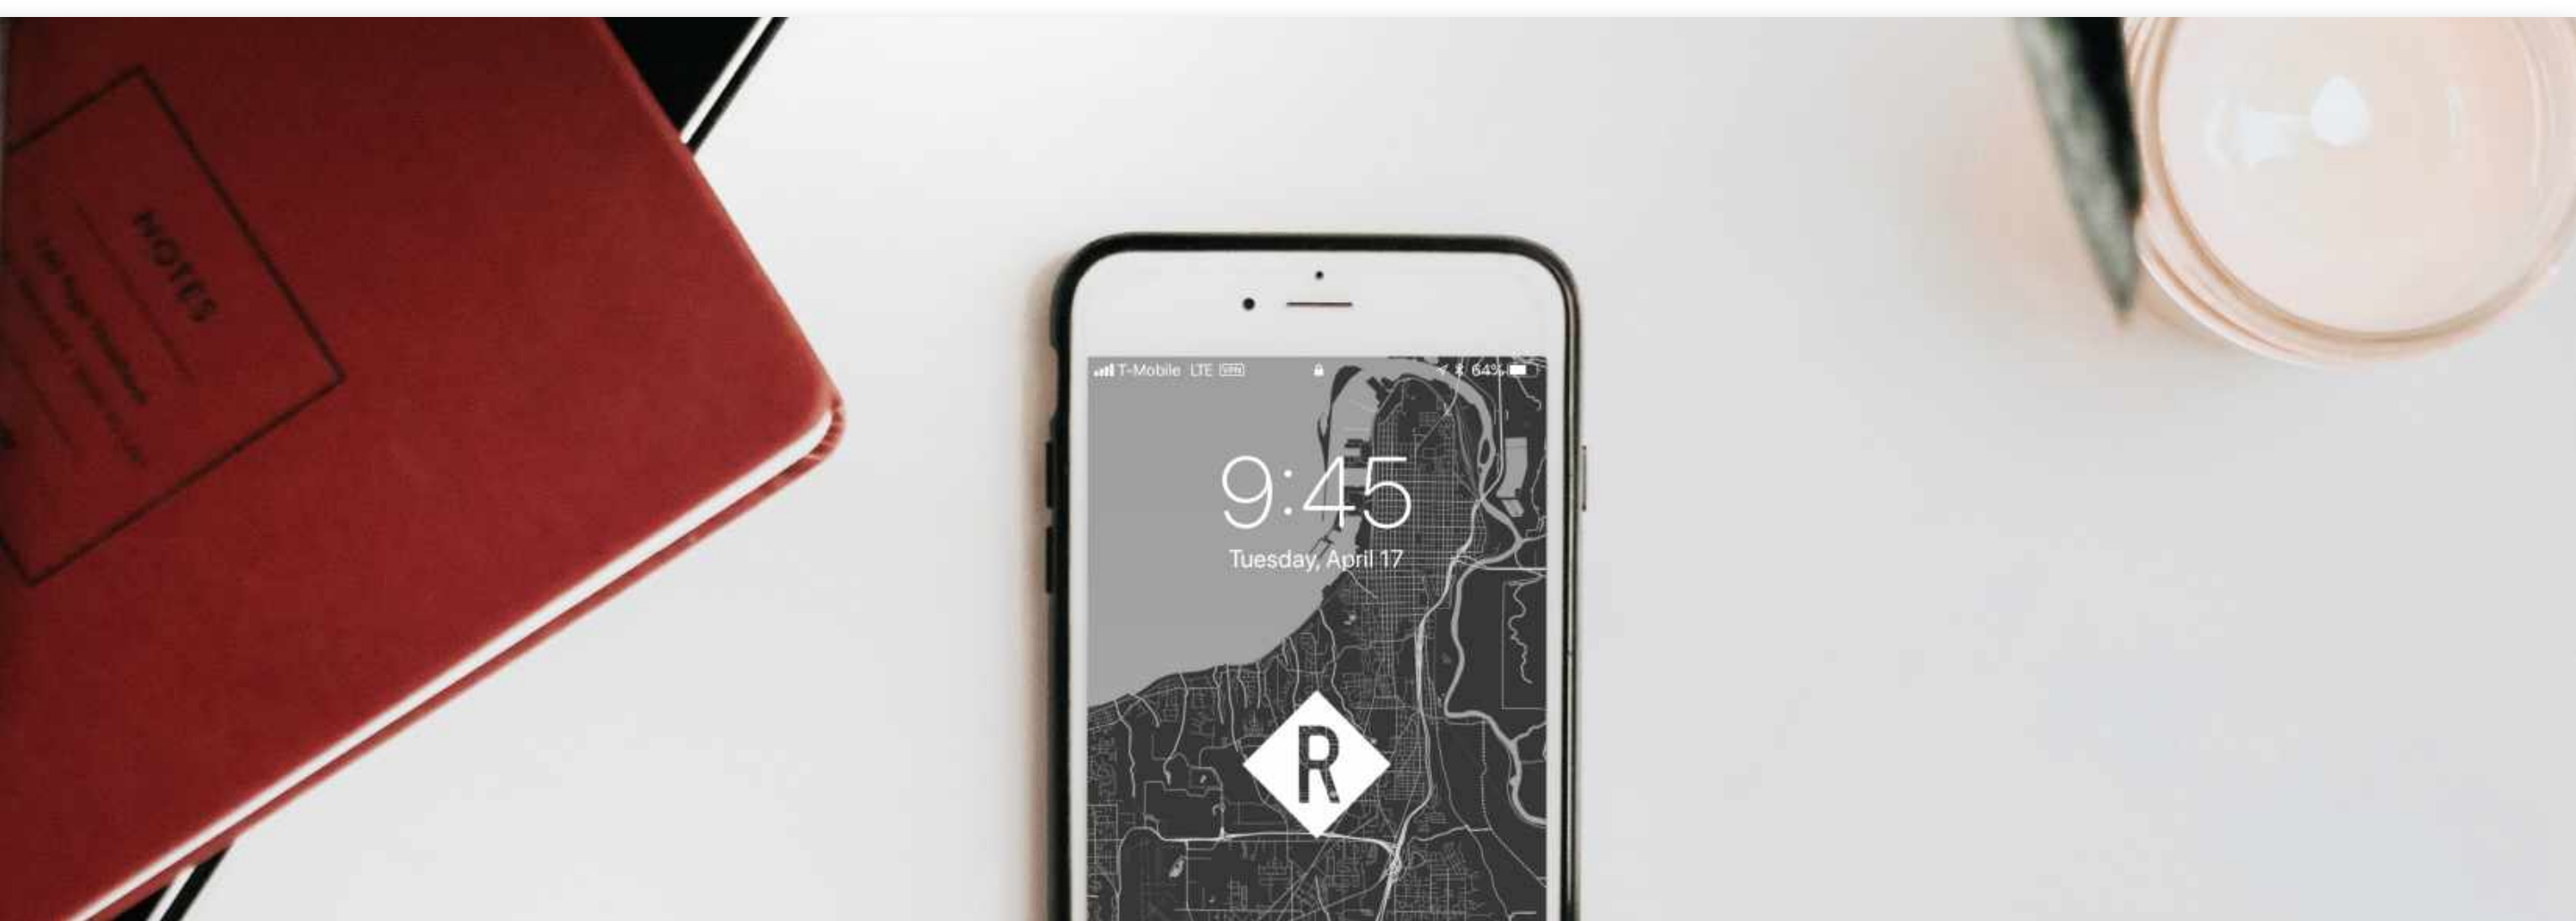 NOTES
T-Mobile LTE VPN 64%
9:45
Tuesday, April 17
R